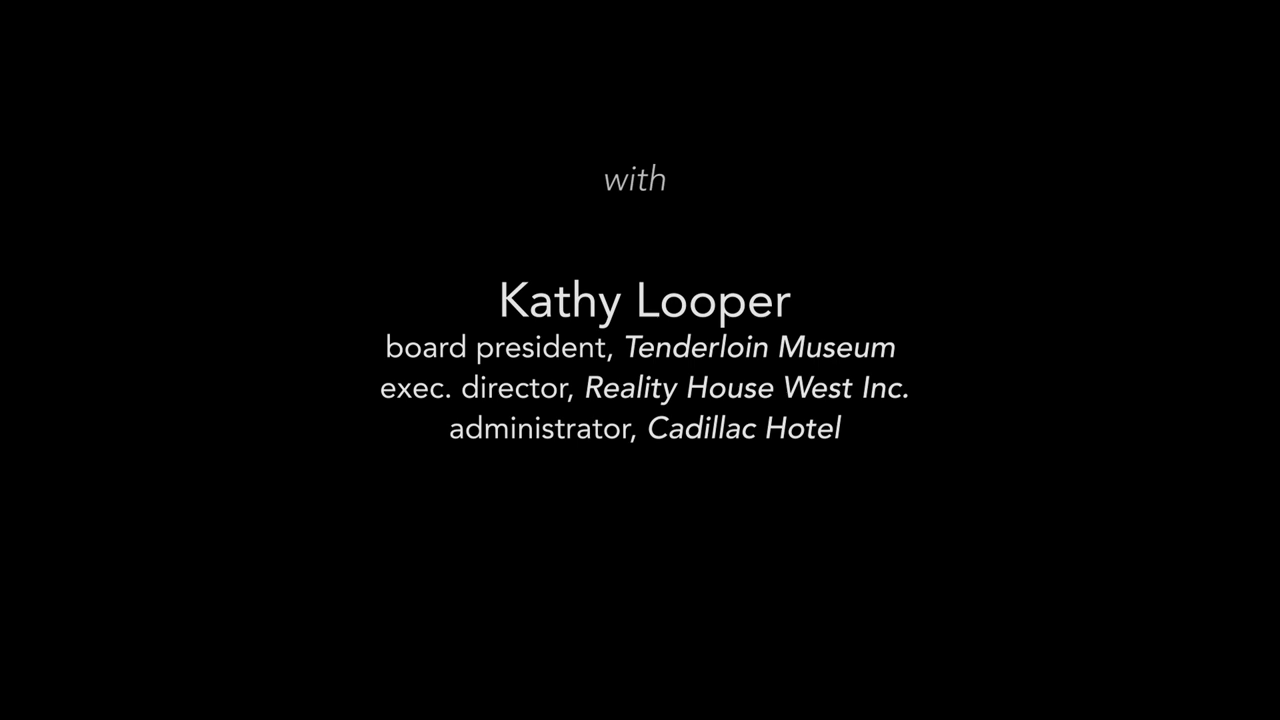 with
Kathy Looper
board president, Tenderloin Museum
exec. director, Reality House West Inc.
administrator, Cadillac Hotel